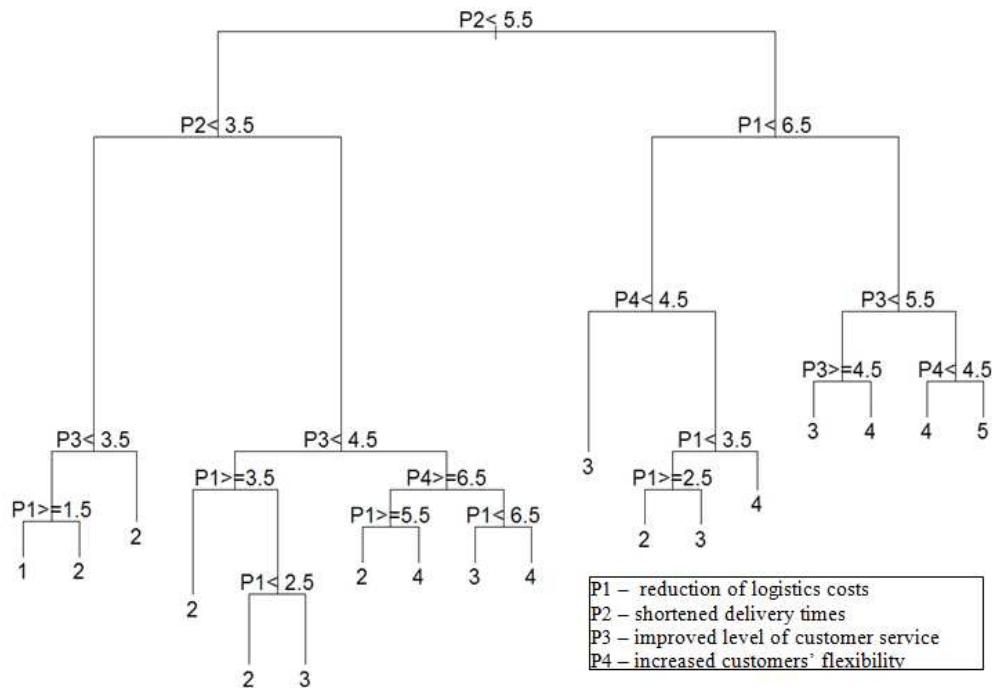 P2< 5.5
P2< 3.5
P1< 6.5
P4< 4.5
P3< 5.5
P3>=4.5
P4< 4.5
3
4
4
5
P3< 3.5
P3< 4.5
P1< 3.5
3
P1>=3.5
P4>=6.5
P1>=2.5
4
P1>=1.5
2
P1>=5.5
P1< 6.5
2
3
1
2
2
4
3
4
P1< 2.5
2
2
3
P1 – reduction of logistics costs
P2 – shortened delivery times
P3 – improved level of customer service
P4 – increased customers’ flexibility